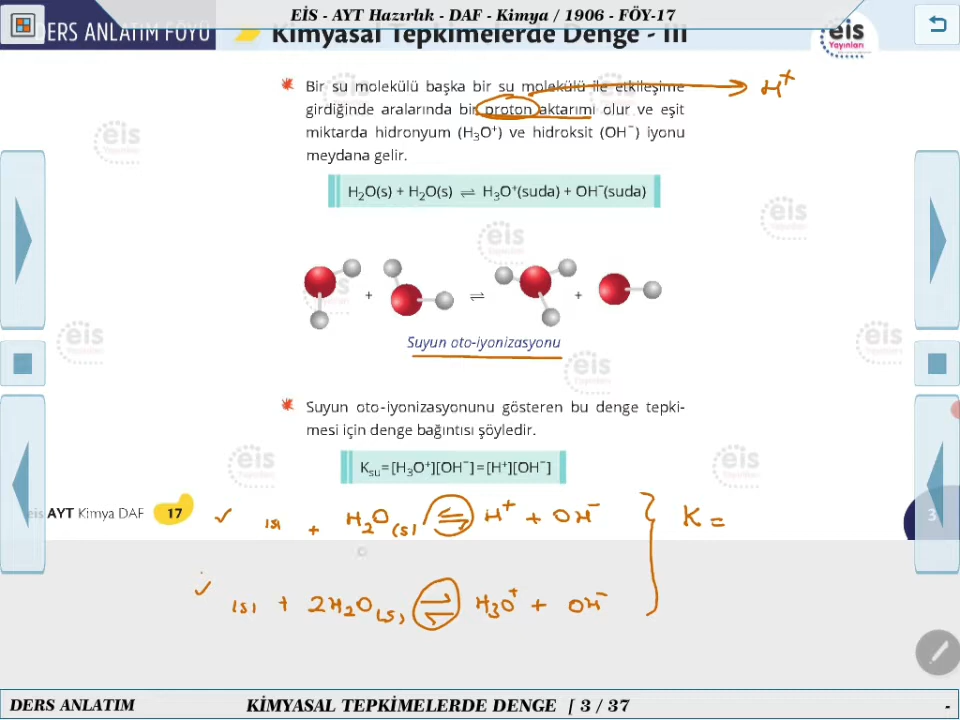 EİS - AYT Hazırlık - DAF - Kimya / 1906 - FÖY-17
DERS ANLATIM FÖYÜ
Kimyasal Tepkimelerde Denge - III
eis
Yayınları
Bir su molekülü başka bir su molekülü ile etkileşime
girdiğinde aralarında bir proton aktarımı olur ve eşit
miktarda hidronyum (H₃O⁺) ve hidroksit (OH⁻) iyonu
meydana gelir.
H⁺
H₂O(s) + H₂O(s) ⇌ H₃O⁺(suda) + OH⁻(suda)
+ ⇌ +
Suyun oto-iyonizasyonu
Suyun oto-iyonizasyonunu gösteren bu denge tepki-
mesi için denge bağıntısı şöyledir.
Ksu = [H₃O⁺][OH⁻] = [H⁺][OH⁻]
eis AYT Kimya DAF 17
3
(s) + H₂O(s) ⇌ H⁺ + OH⁻
K =
(s) + 2H₂O(s) ⇌ H₃O⁺ + OH⁻
DERS ANLATIM
KİMYASAL TEPKİMELERDE DENGE [ 3 / 37
-